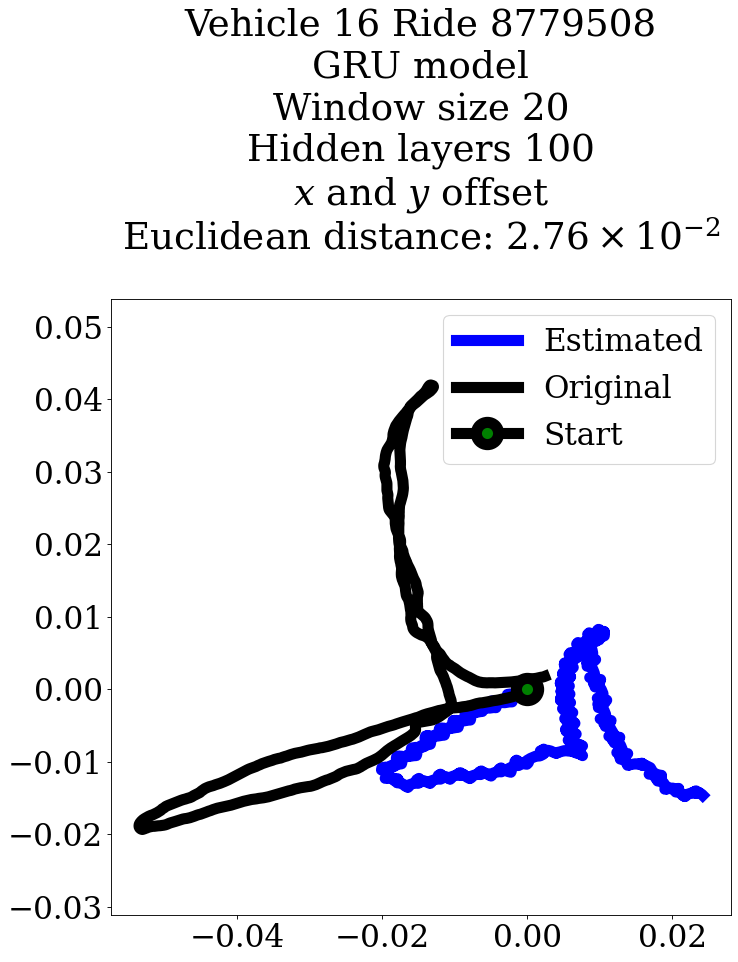 Vehicle 16 Ride 8779508
GRU model
Window size 20
Hidden layers 100
x and y offset
Euclidean distance: 2.76 × 10⁻²
Estimated
Original
Start
0.05
0.04
0.03
0.02
0.01
0.00
−0.01
−0.02
−0.03
−0.04 −0.02 0.00 0.02